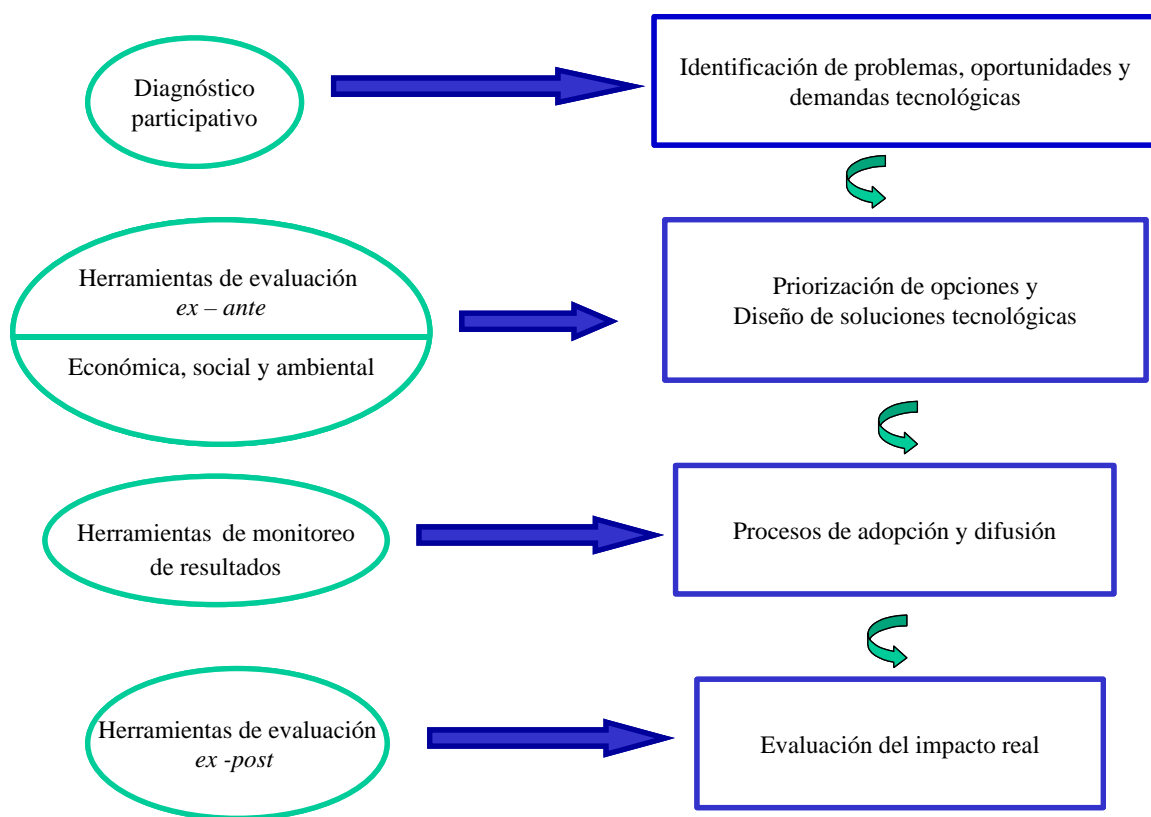 Diagnóstico
participativo
Identificación de problemas, oportunidades y
demandas tecnológicas
Herramientas de evaluación
ex – ante
Económica, social y ambiental
Priorización de opciones y
Diseño de soluciones tecnológicas
Herramientas de monitoreo
de resultados
Procesos de adopción y difusión
Herramientas de evaluación
ex -post
Evaluación del impacto real